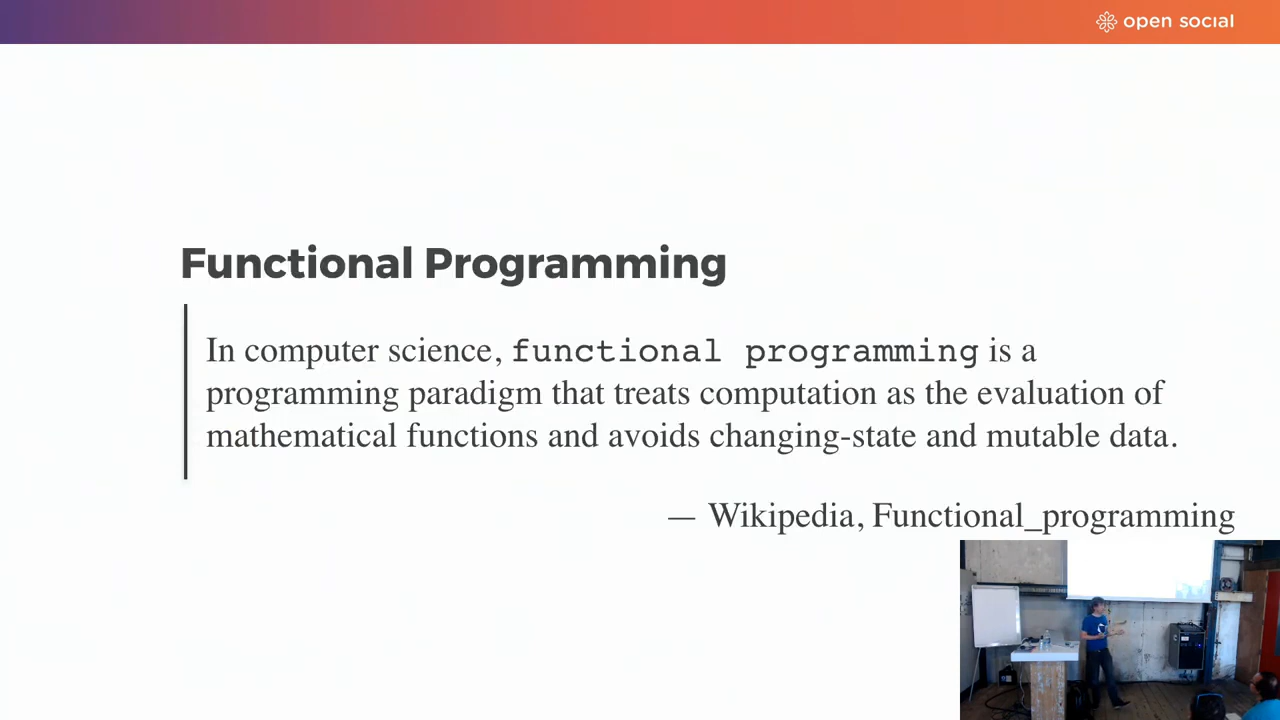 open social
Functional Programming
In computer science, functional programming is a
programming paradigm that treats computation as the evaluation of
mathematical functions and avoids changing-state and mutable data.
— Wikipedia, Functional_programming